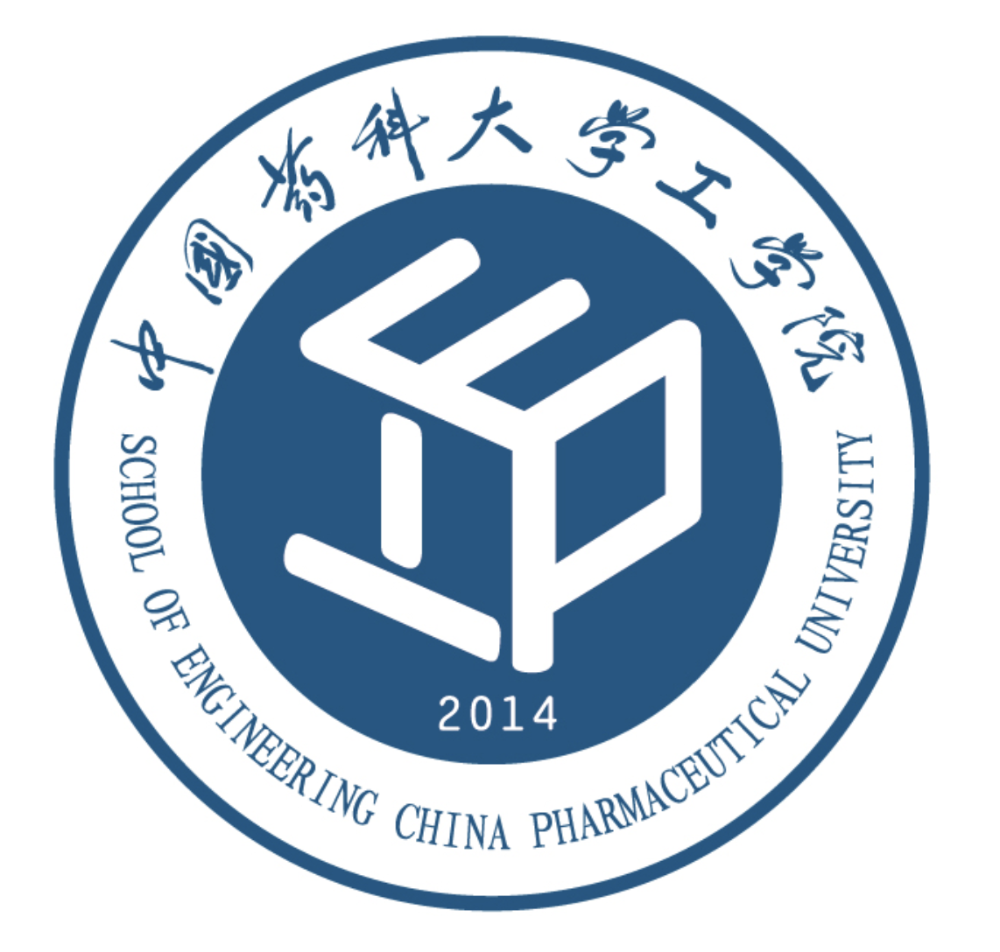 中国药科大学工学院
SCHOOL OF ENGINEERING CHINA PHARMACEUTICAL UNIVERSITY
2014